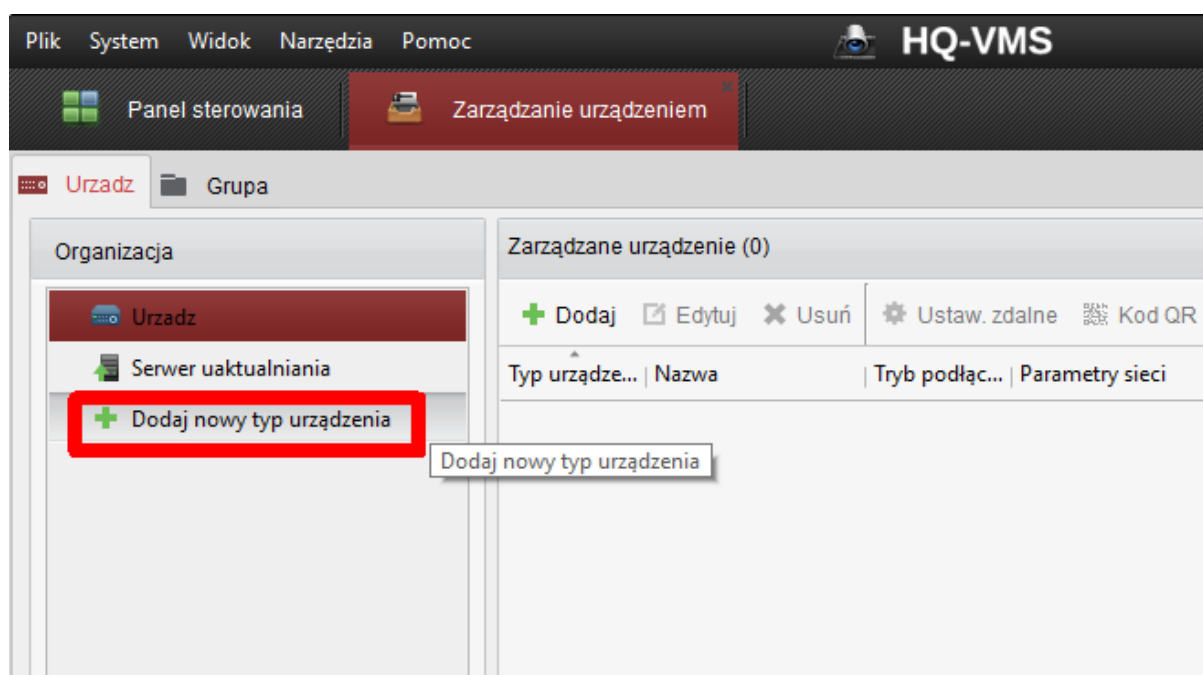 Plik System Widok Narzędzia Pomoc HQ-VMS
Panel sterowania Zarządzanie urządzeniem
Urzadz Grupa
Organizacja
Urzadz
Serwer uaktualniania
Dodaj nowy typ urządzenia
Dodaj nowy typ urządzenia
Zarządzane urządzenie (0)
Dodaj Edytuj Usuń Ustaw. zdalne Kod QR
Typ urządze... | Nazwa | Tryb podłąc... | Parametry sieci